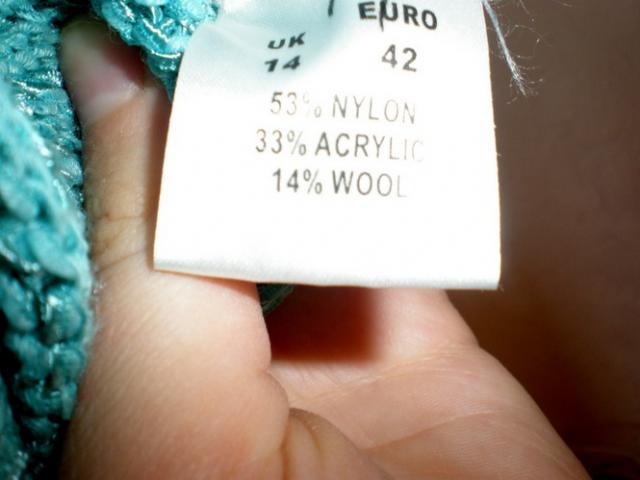 EURO
UK
14 42
53% NYLON
33% ACRYLIC
14% WOOL